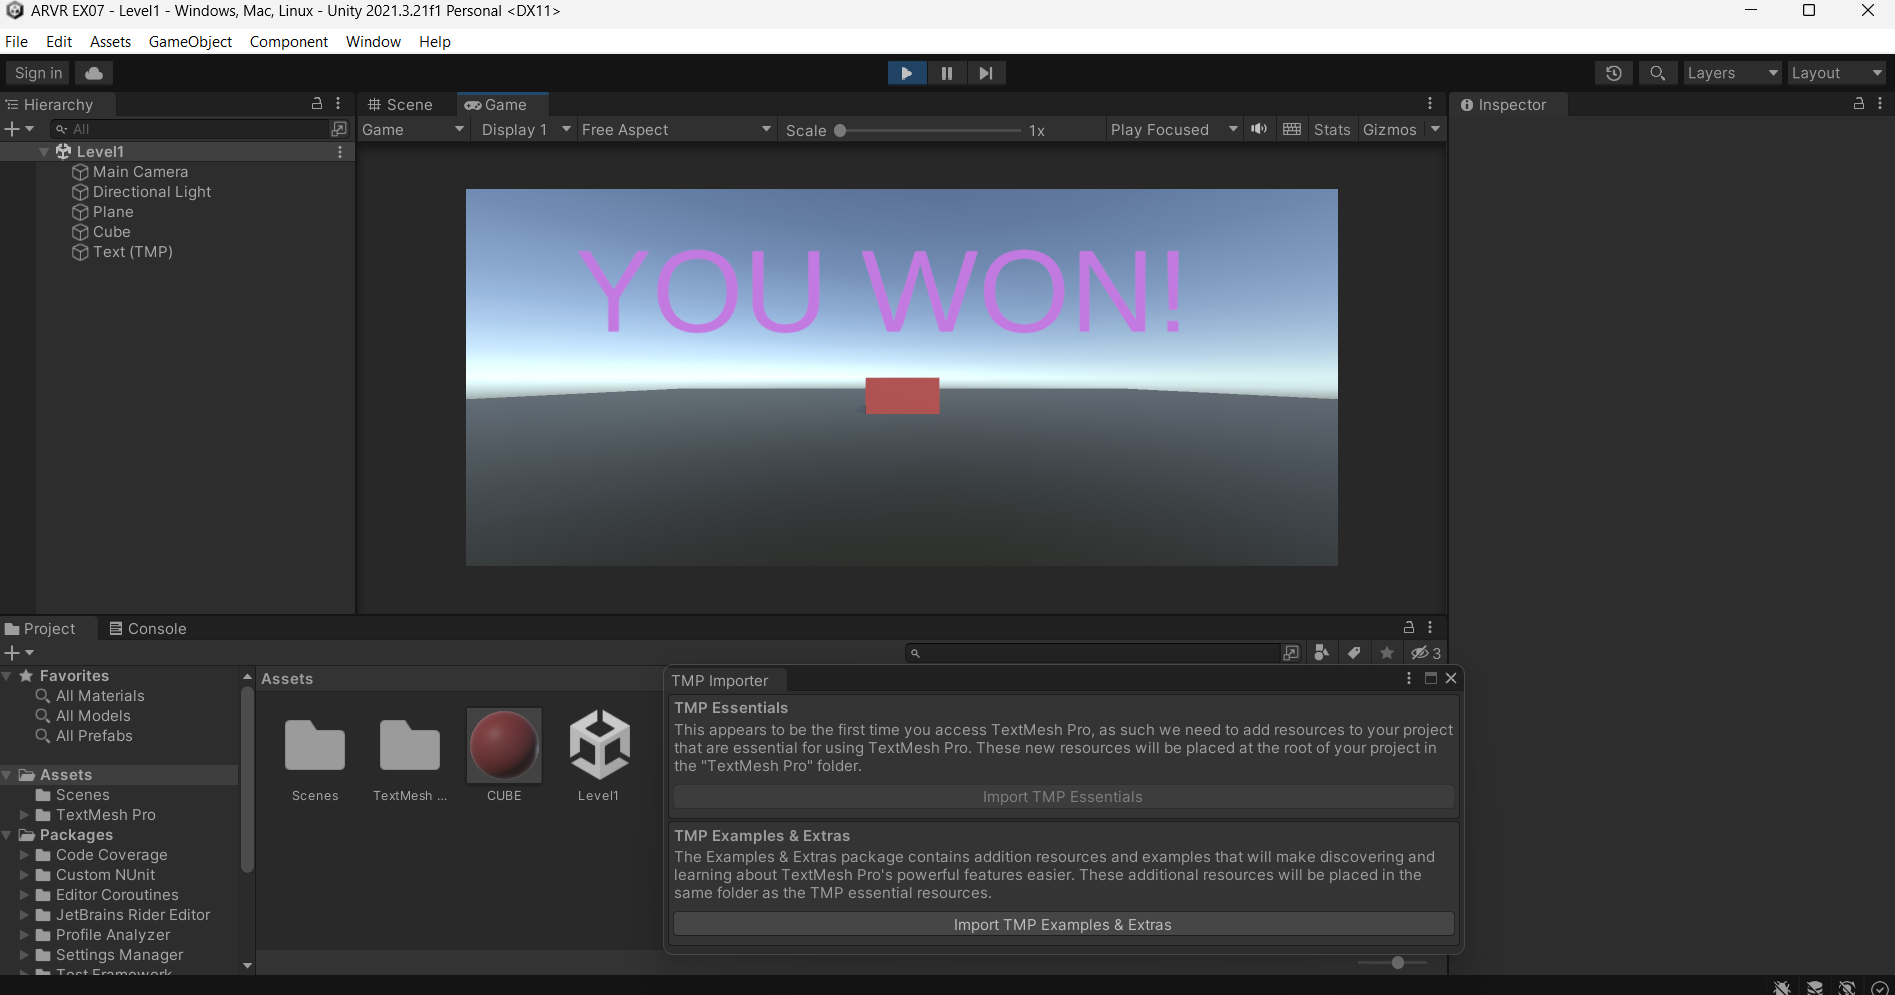 ARVR EX07 - Level1 - Windows, Mac, Linux - Unity 2021.3.21f1 Personal <DX11>
File Edit Assets GameObject Component Window Help
Sign in Layers Layout
Hierarchy Scene Game Inspector
All Game Display 1 Free Aspect Scale 1x Play Focused Stats Gizmos
Level1
Main Camera
Directional Light
Plane
Cube
Text (TMP)
YOU WON!
Project Console
3
Favorites
All Materials
All Models
All Prefabs
Assets
Scenes
TextMesh Pro
Packages
Code Coverage
Custom NUnit
Editor Coroutines
JetBrains Rider Editor
Profile Analyzer
Settings Manager
Test Framework
Assets
Scenes TextMesh ... CUBE Level1
TMP Importer
TMP Essentials
This appears to be the first time you access TextMesh Pro, as such we need to add resources to your project
that are essential for using TextMesh Pro. These new resources will be placed at the root of your project in
the "TextMesh Pro" folder.
Import TMP Essentials
TMP Examples & Extras
The Examples & Extras package contains addition resources and examples that will make discovering and
learning about TextMesh Pro's powerful features easier. These additional resources will be placed in the
same folder as the TMP essential resources.
Import TMP Examples & Extras